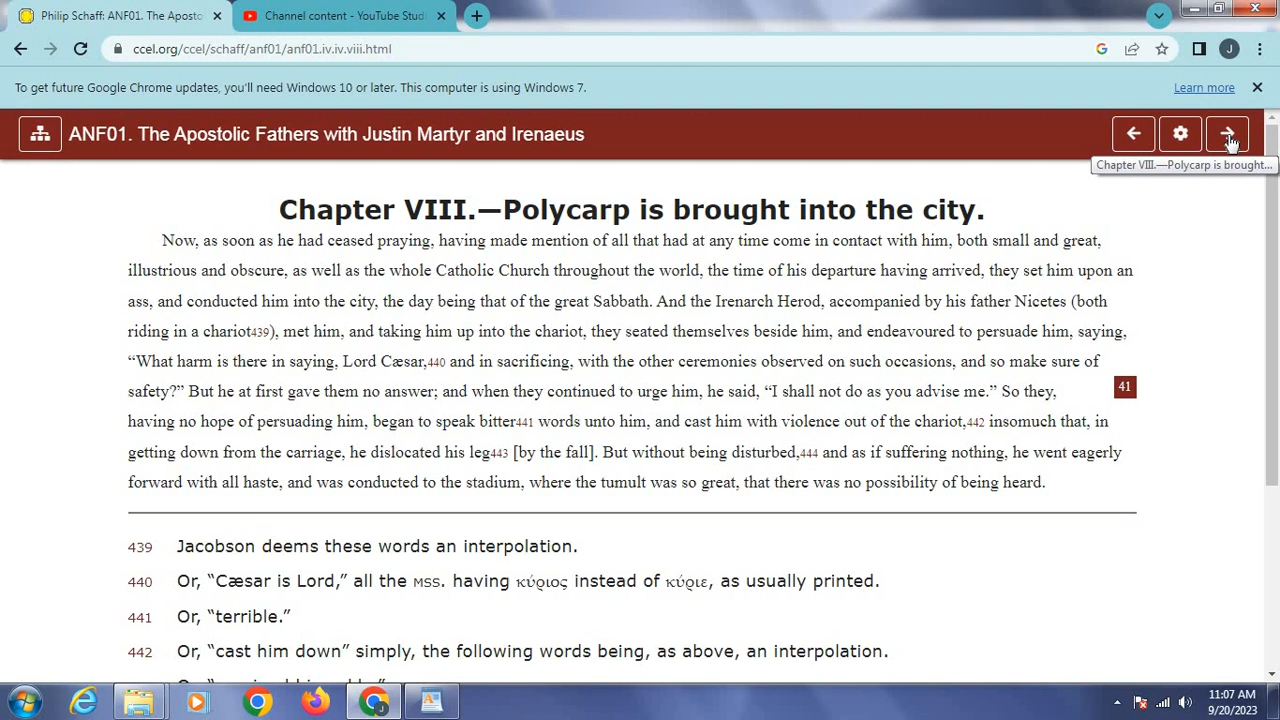 Philip Schaff: ANF01. The Aposto
Channel content - YouTube Stud
ccel.org/ccel/schaff/anf01/anf01.iv.iv.viii.html
J
To get future Google Chrome updates, you'll need Windows 10 or later. This computer is using Windows 7.
Learn more
ANF01. The Apostolic Fathers with Justin Martyr and Irenaeus
Chapter VIII.—Polycarp is brought...
Chapter VIII.—Polycarp is brought into the city.
Now, as soon as he had ceased praying, having made mention of all that had at any time come in contact with him, both small and great,
illustrious and obscure, as well as the whole Catholic Church throughout the world, the time of his departure having arrived, they set him upon an
ass, and conducted him into the city, the day being that of the great Sabbath. And the Irenarch Herod, accompanied by his father Nicetes (both
riding in a chariot439), met him, and taking him up into the chariot, they seated themselves beside him, and endeavoured to persuade him, saying,
“What harm is there in saying, Lord Cæsar,440 and in sacrificing, with the other ceremonies observed on such occasions, and so make sure of
safety?” But he at first gave them no answer; and when they continued to urge him, he said, “I shall not do as you advise me.” So they,
41
having no hope of persuading him, began to speak bitter441 words unto him, and cast him with violence out of the chariot,442 insomuch that, in
getting down from the carriage, he dislocated his leg443 [by the fall]. But without being disturbed,444 and as if suffering nothing, he went eagerly
forward with all haste, and was conducted to the stadium, where the tumult was so great, that there was no possibility of being heard.
439 Jacobson deems these words an interpolation.
440 Or, “Cæsar is Lord,” all the MSS. having κύριος instead of κύριε, as usually printed.
441 Or, “terrible.”
442 Or, “cast him down” simply, the following words being, as above, an interpolation.
11:07 AM
9/20/2023